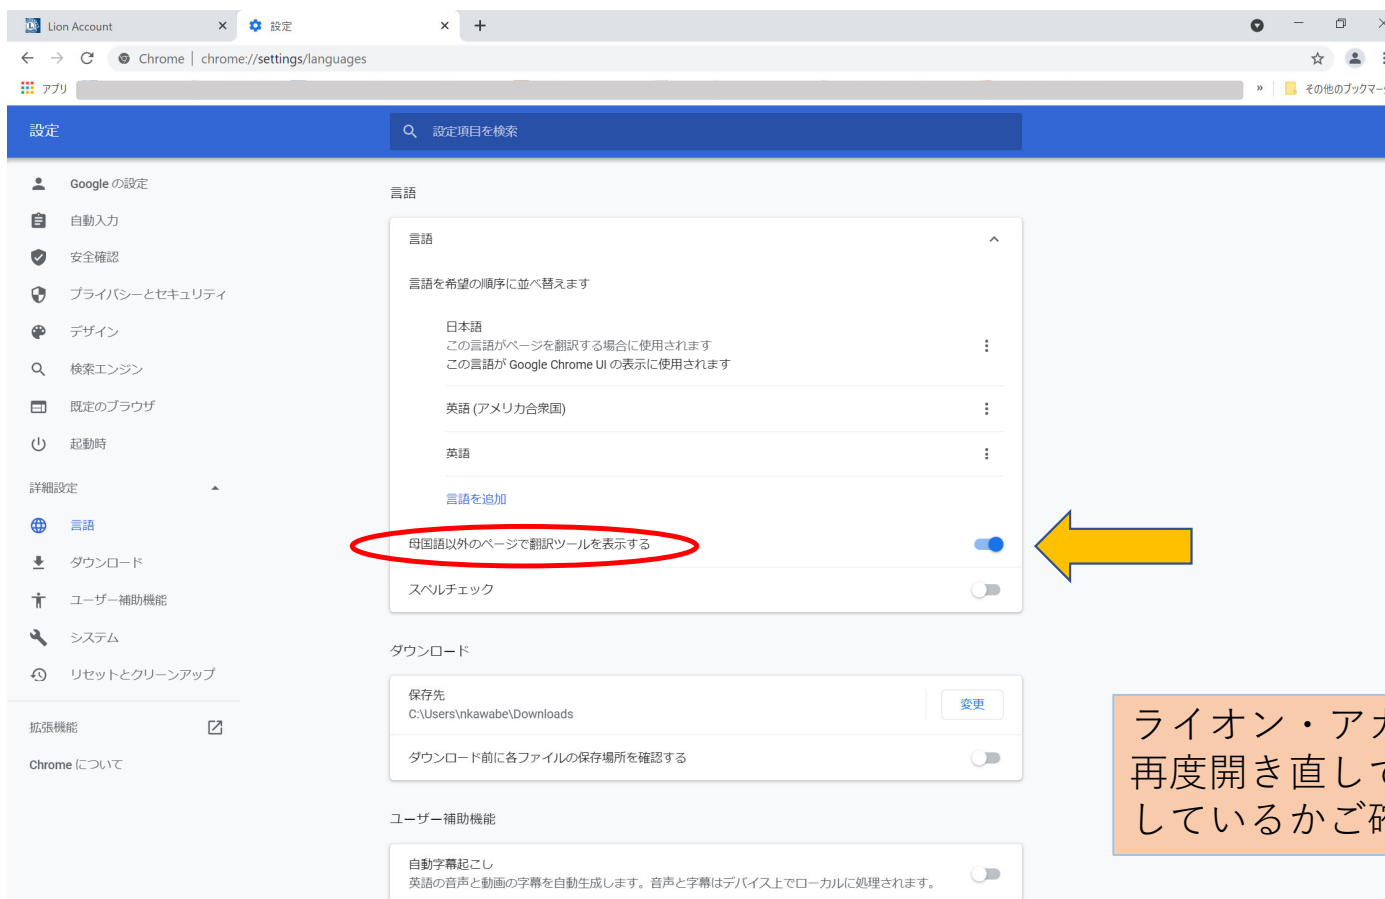 Lion Account
設定
Chrome | chrome://settings/languages
アプリ
» その他のブックマー
設定
設定項目を検索
Google の設定
自動入力
安全確認
プライバシーとセキュリティ
デザイン
検索エンジン
既定のブラウザ
起動時
詳細設定
言語
ダウンロード
ユーザー補助機能
システム
リセットとクリーンアップ
拡張機能
Chrome について
言語
言語
言語を希望の順序に並べ替えます
日本語
この言語がページを翻訳する場合に使用されます
この言語が Google Chrome UI の表示に使用されます
英語 (アメリカ合衆国)
英語
言語を追加
母国語以外のページで翻訳ツールを表示する
スペルチェック
ダウンロード
保存先
C:\Users\nkawabe\Downloads
変更
ダウンロード前に各ファイルの保存場所を確認する
ユーザー補助機能
自動字幕起こし
英語の音声と動画の字幕を自動生成します。音声と字幕はデバイス上でローカルに処理されます。
ライオン・アカ
再度開き直して
しているかご確